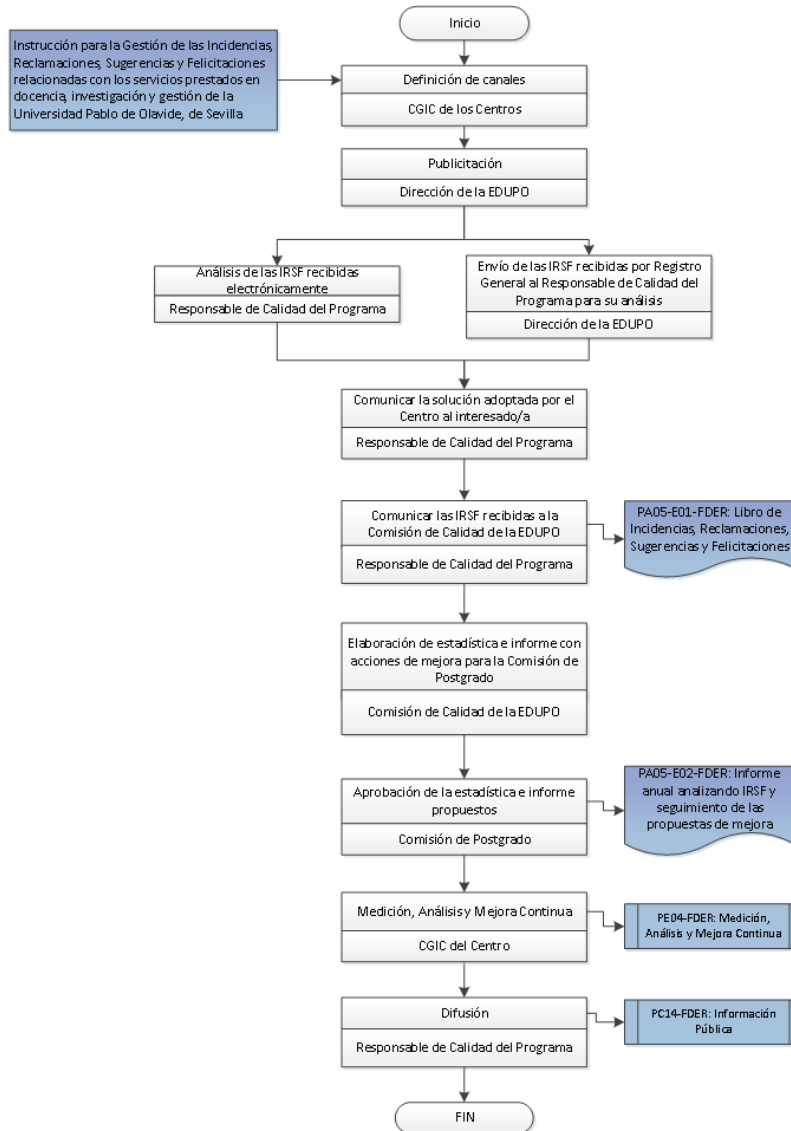 Inicio
Instrucción para la Gestión de las Incidencias,
Reclamaciones, Sugerencias y Felicitaciones
relacionadas con los servicios prestados en
docencia, investigación y gestión de la
Universidad Pablo de Olavide, de Sevilla
Definición de canales
CGIC de los Centros
Publicitación
Dirección de la EDUPO
Análisis de las IRSF recibidas
electrónicamente
Responsable de Calidad del Programa
Envío de las IRSF recibidas por Registro
General al Responsable de Calidad del
Programa para su análisis
Dirección de la EDUPO
Comunicar la solución adoptada por el
Centro al interesado/a
Responsable de Calidad del Programa
Comunicar las IRSF recibidas a la
Comisión de Calidad de la EDUPO
Responsable de Calidad del Programa
PA05-E01-FDER: Libro de
Incidencias, Reclamaciones,
Sugerencias y Felicitaciones
Elaboración de estadística e informe con
acciones de mejora para la Comisión de
Postgrado
Comisión de Calidad de la EDUPO
Aprobación de la estadística e informe
propuestos
Comisión de Postgrado
PA05-E02-FDER: Informe
anual analizando IRSF y
seguimiento de las
propuestas de mejora
Medición, Análisis y Mejora Continua
CGIC del Centro
PE04-FDER: Medición,
Análisis y Mejora Continua
Difusión
Responsable de Calidad del Programa
PC14-FDER: Información
Pública
FIN